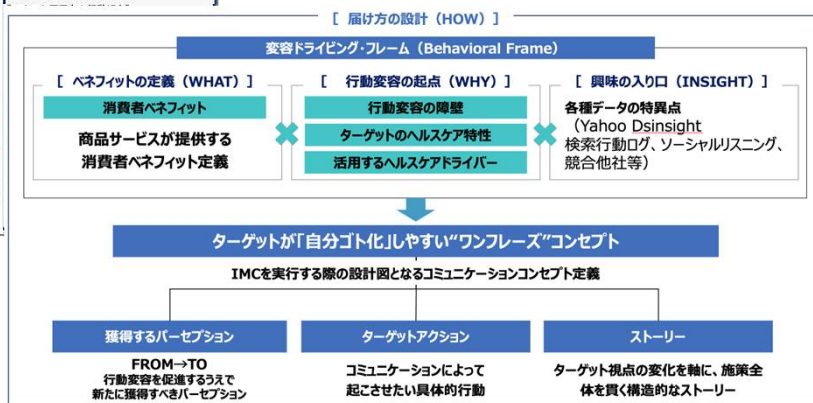 [ 届け方の設計（HOW） ]
変容ドライビング・フレーム（Behavioral Frame）
[ ベネフィットの定義（WHAT） ]
消費者ベネフィット
商品サービスが提供する
消費者ベネフィット定義
[ 行動変容の起点（WHY） ]
行動変容の障壁
ターゲットのヘルスケア特性
活用するヘルスケアドライバー
[ 興味の入り口（INSIGHT） ]
各種データの特異点
（Yahoo Dsinsight
検索行動ログ、ソーシャルリスニング、
競合他社等）
ターゲットが「自分ゴト化」しやすい“ワンフレーズ”コンセプト
IMCを実行する際の設計図となるコミュニケーションコンセプト定義
獲得するパーセプション
FROM→TO
行動変容を促進するうえで
新たに獲得すべきパーセプション
ターゲットアクション
コミュニケーションによって
起こさせたい具体的行動
ストーリー
ターゲット視点の変化を軸に、施策全
体を貫く構造的なストーリー